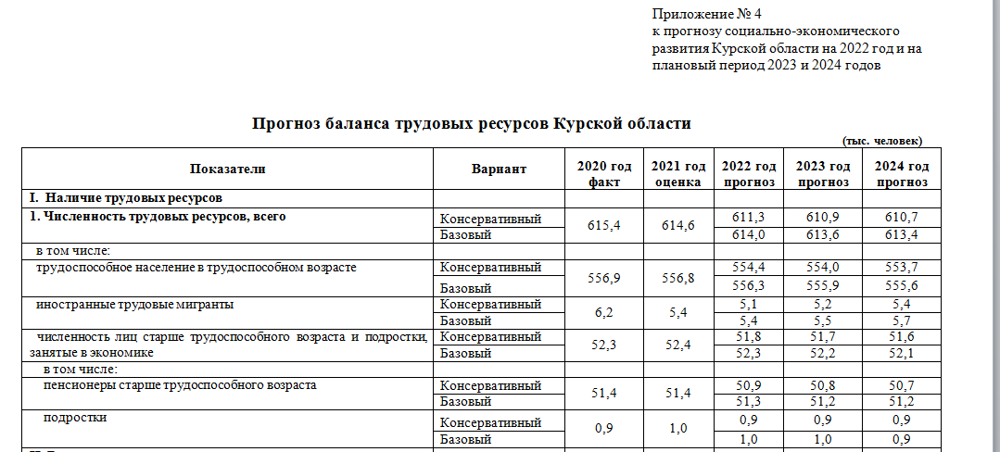 Приложение № 4
к прогнозу социально-экономического
развития Курской области на 2022 год и на
плановый период 2023 и 2024 годов
Прогноз баланса трудовых ресурсов Курской области
(тыс. человек)
Показатели Вариант 2020 год факт 2021 год оценка 2022 год прогноз 2023 год прогноз 2024 год прогноз
I. Наличие трудовых ресурсов
1. Численность трудовых ресурсов, всего Консервативный 615,4 614,6 611,3 610,9 610,7
Базовый 614,0 613,6 613,4
в том числе:
трудоспособное население в трудоспособном возрасте Консервативный 556,9 556,8 554,4 554,0 553,7
Базовый 556,3 555,9 555,6
иностранные трудовые мигранты Консервативный 6,2 5,4 5,1 5,2 5,4
Базовый 5,4 5,5 5,7
численность лиц старше трудоспособного возраста и подростки, Консервативный 52,3 52,4 51,8 51,7 51,6
занятые в экономике Базовый 52,3 52,2 52,1
в том числе:
пенсионеры старше трудоспособного возраста Консервативный 51,4 51,4 50,9 50,8 50,7
Базовый 51,3 51,2 51,2
подростки Консервативный 0,9 1,0 0,9 0,9 0,9
Базовый 1,0 1,0 0,9